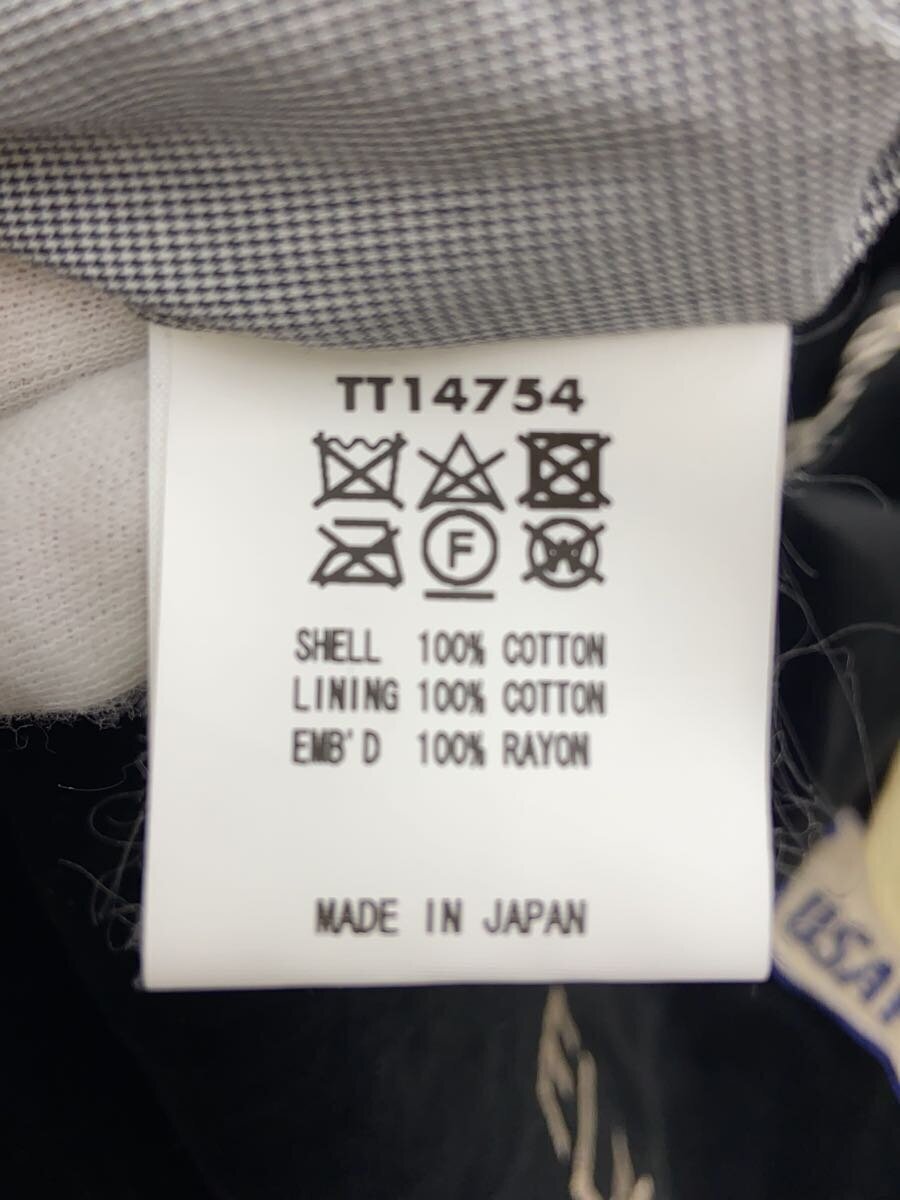 TT14754
F
W
SHELL 100% COTTON
LINING 100% COTTON
EMB'D 100% RAYON
MADE IN JAPAN